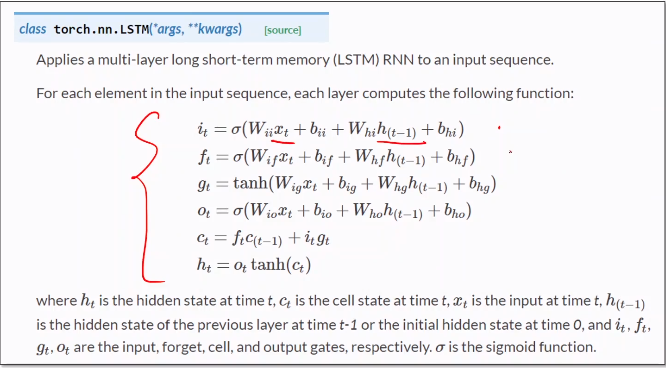 class torch.nn.LSTM(*args, **kwargs) [source]
Applies a multi-layer long short-term memory (LSTM) RNN to an input sequence.
For each element in the input sequence, each layer computes the following function:
i_t = σ(W_{ii}x_t + b_{ii} + W_{hi}h_{(t−1)} + b_{hi})
f_t = σ(W_{if}x_t + b_{if} + W_{hf}h_{(t−1)} + b_{hf})
g_t = tanh(W_{ig}x_t + b_{ig} + W_{hg}h_{(t−1)} + b_{hg})
o_t = σ(W_{io}x_t + b_{io} + W_{ho}h_{(t−1)} + b_{ho})
c_t = f_t c_{(t−1)} + i_t g_t
h_t = o_t tanh(c_t)
where h_t is the hidden state at time t, c_t is the cell state at time t, x_t is the input at time t, h_{(t−1)}
is the hidden state of the previous layer at time t-1 or the initial hidden state at time 0, and i_t, f_t,
g_t, o_t are the input, forget, cell, and output gates, respectively. σ is the sigmoid function.